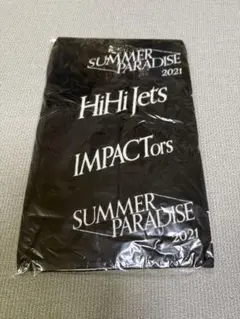 SUMMER
PARADISE
2021
HiHi Jets
IMPACTors
SUMMER
PARADISE
2021